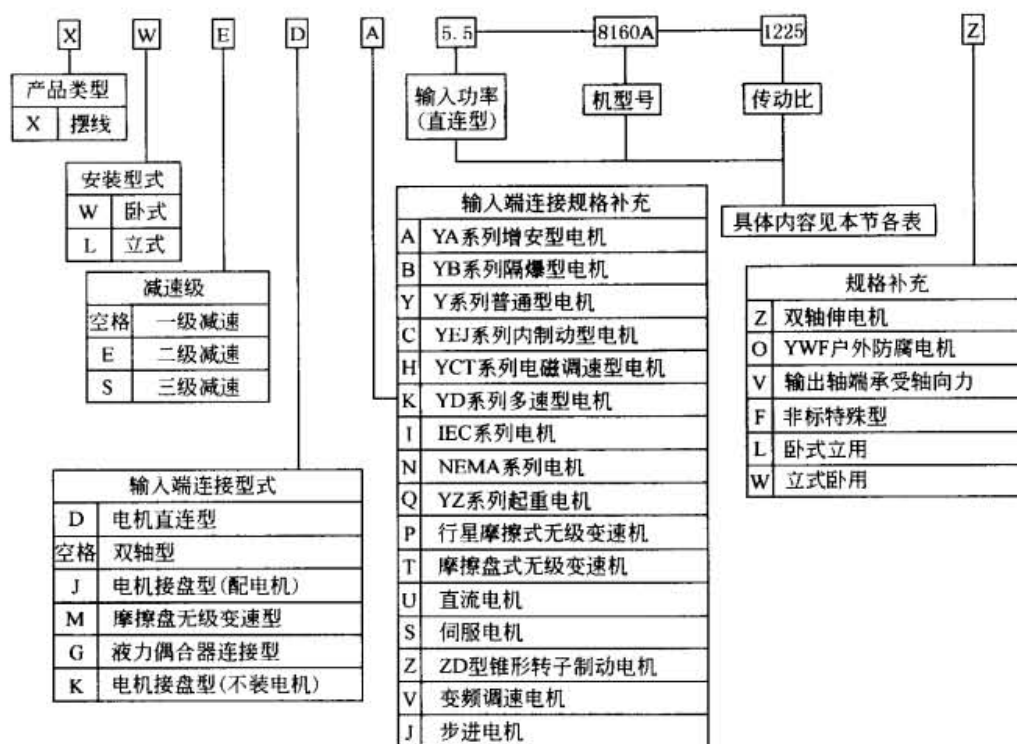 X W E D A 5.5 8160A 1225 Z
产品类型
X 摆线
输入功率
(直连型)
机型号
传动比
安装型式
W 卧式
L 立式
减速级
空格 一级减速
E 二级减速
S 三级减速
输入端连接型式
D 电机直连型
空格 双轴型
J 电机接盘型(配电机)
M 摩擦盘无级变速型
G 液力偶合器连接型
K 电机接盘型(不装电机)
输入端连接规格补充
A YA系列增安型电机
B YB系列隔爆型电机
Y Y系列普通型电机
C YEJ系列内制动型电机
H YCT系列电磁调速型电机
K YD系列多速型电机
I IEC系列电机
N NEMA系列电机
Q YZ系列起重电机
P 行星摩擦式无级变速机
T 摩擦盘式无级变速机
U 直流电机
S 伺服电机
Z ZD型锥形转子制动电机
V 变频调速电机
J 步进电机
具体内容见本节各表
规格补充
Z 双轴伸电机
O YWF户外防腐电机
V 输出轴端承受轴向力
F 非标特殊型
L 卧式立用
W 立式卧用